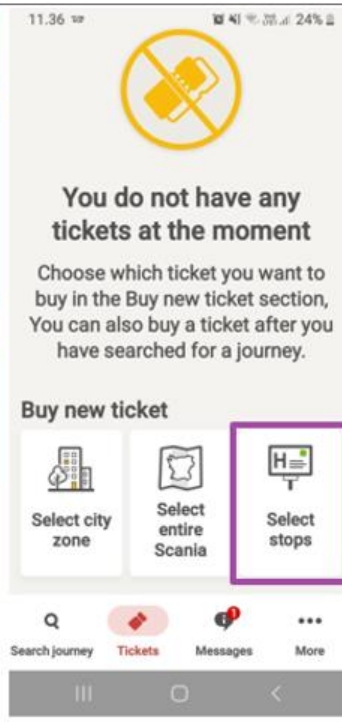 11.36 24%
You do not have any
tickets at the moment
Choose which ticket you want to
buy in the Buy new ticket section,
You can also buy a ticket after you
have searched for a journey.
Buy new ticket
H
Select city
zone
Select
entire
Scania
Select
stops
1
Search journey Tickets Messages More